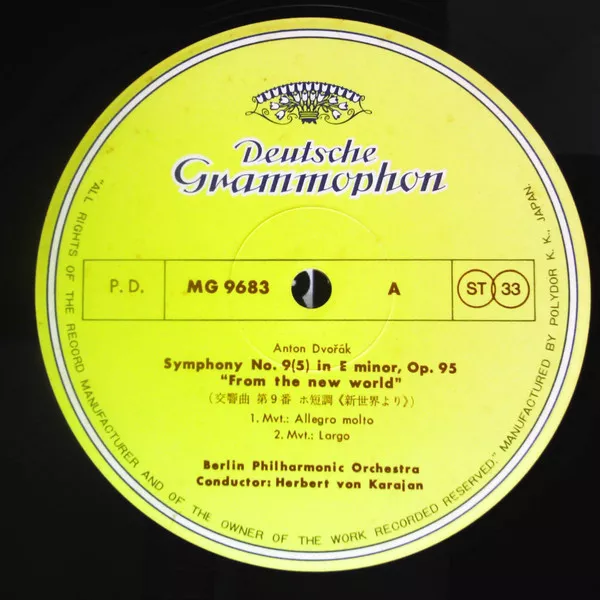 Deutsche
Grammophon
P.D. MG 9683 A ST 33
Anton Dvořák
Symphony No. 9(5) in E minor, Op. 95
"From the new world"
(交響曲 第9番 ホ短調《新世界より》)
1. Mvt.: Allegro molto
2. Mvt.: Largo
Berlin Philharmonic Orchestra
Conductor: Herbert von Karajan
"ALL RIGHTS OF THE RECORD MANUFACTURER AND OF THE OWNER OF THE WORK RECORDED RESERVED." MANUFACTURED BY POLYDOR K. K., JAPAN.